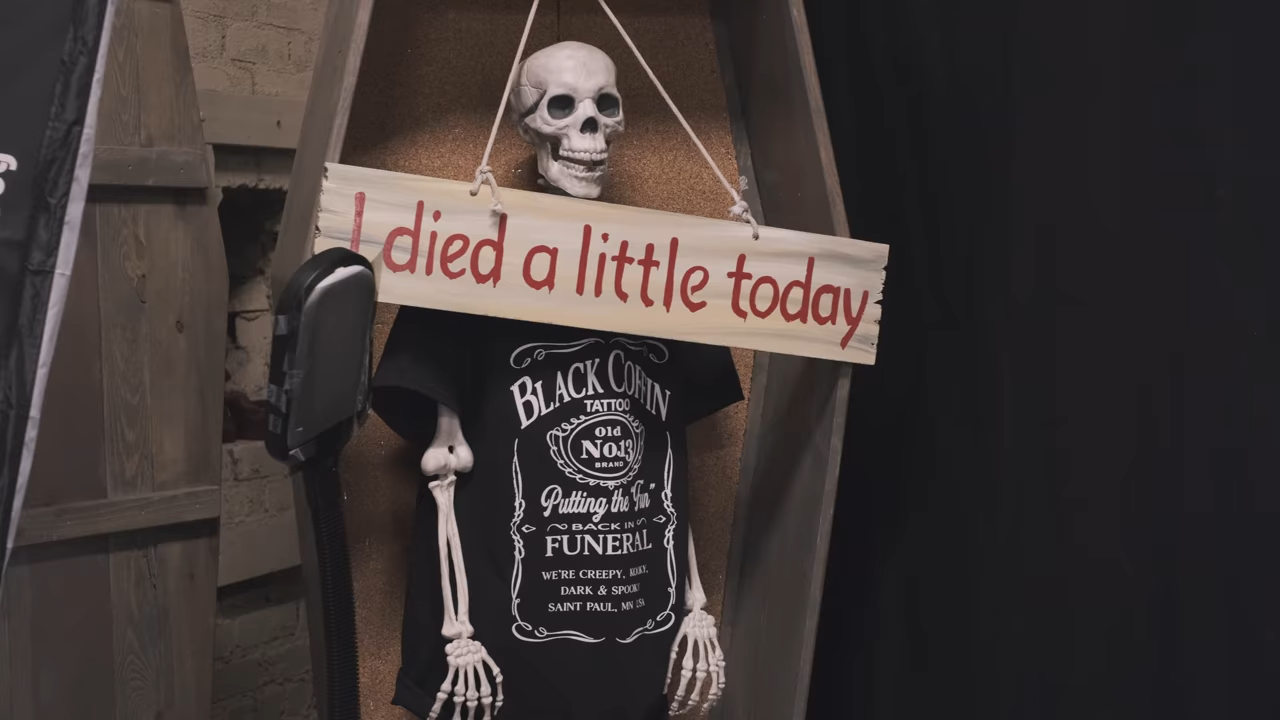 I died a little today
BLACK COFFIN
TATTOO
Old
No.13
BRAND
Putting the "Fun"
BACK IN
FUNERAL
WE'RE CREEPY, KOOKY,
DARK & SPOOKY
SAINT PAUL, MN USA